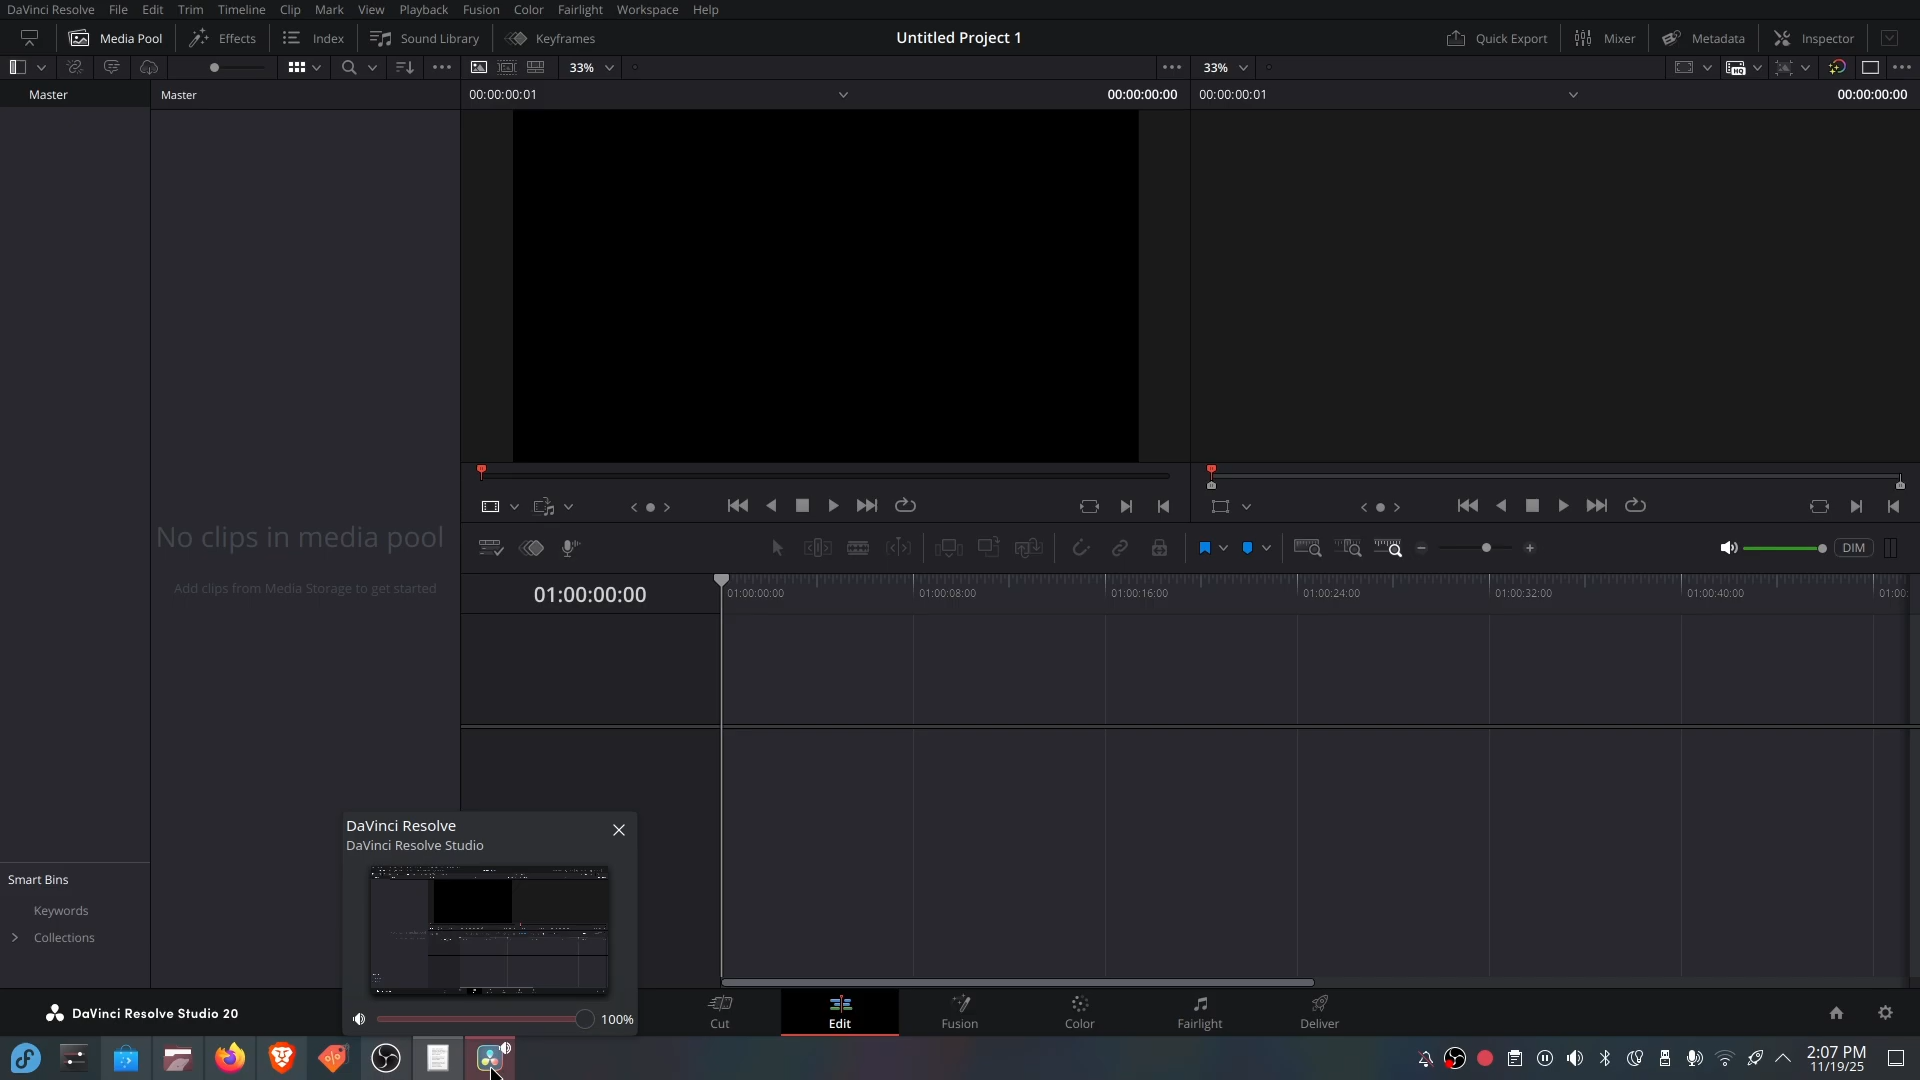 DaVinci Resolve File Edit Trim Timeline Clip Mark View Playback Fusion Color Fairlight Workspace Help
Media Pool Effects Index Sound Library Keyframes Untitled Project 1 Quick Export Mixer Metadata Inspector
33% 33% HQ
Master Master 00:00:00:01 00:00:00:00 00:00:00:01 00:00:00:00
No clips in media pool
Add clips from Media Storage to get started
DIM
01:00:00:00 01:00:00:00 01:00:08:00 01:00:16:00 01:00:24:00 01:00:32:00 01:00:40:00 01:00:
DaVinci Resolve
DaVinci Resolve Studio
Smart Bins
Keywords
Collections
100%
DaVinci Resolve Studio 20
Cut Edit Fusion Color Fairlight Deliver
2:07 PM
11/19/25